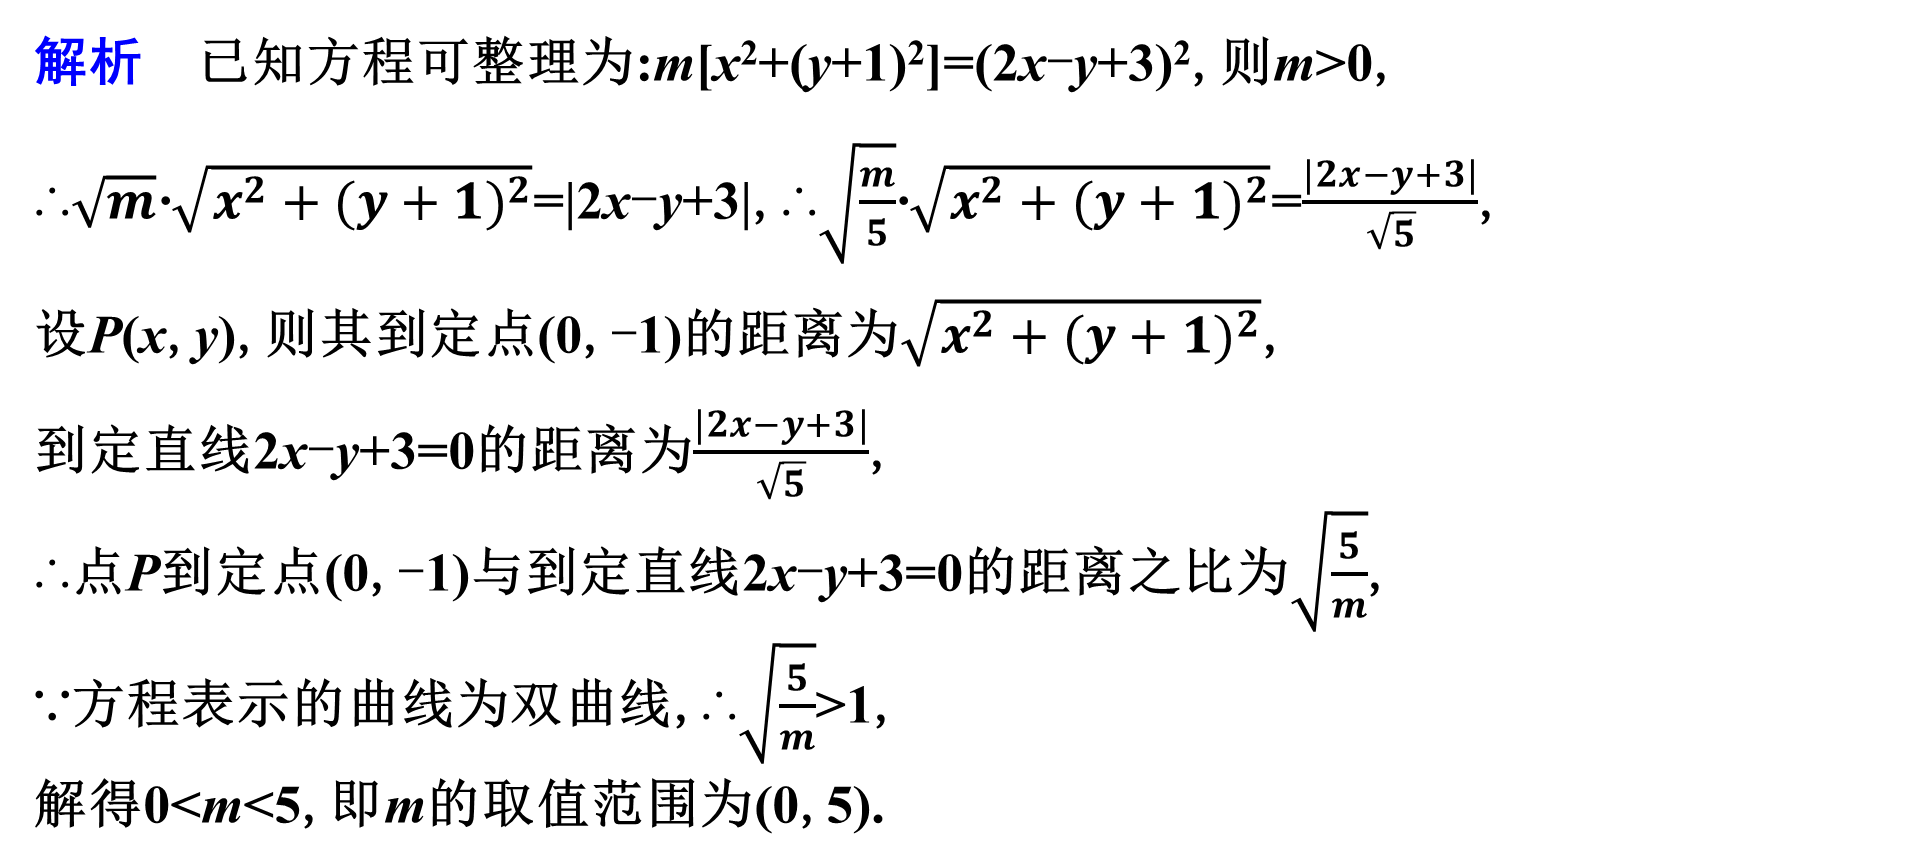 解析 已知方程可整理为:m[x²+(y+1)²]=(2x−y+3)², 则m>0,
∴√m·√(x²+(y+1)²)=|2x−y+3|, ∴√(m/5)·√(x²+(y+1)²)=|2x−y+3|/√5,
设P(x, y), 则其到定点(0, −1)的距离为√(x²+(y+1)²),
到定直线2x−y+3=0的距离为|2x−y+3|/√5,
∴点P到定点(0, −1)与到定直线2x−y+3=0的距离之比为√(5/m),
∵方程表示的曲线为双曲线, ∴√(5/m)>1,
解得0<m<5, 即m的取值范围为(0, 5).